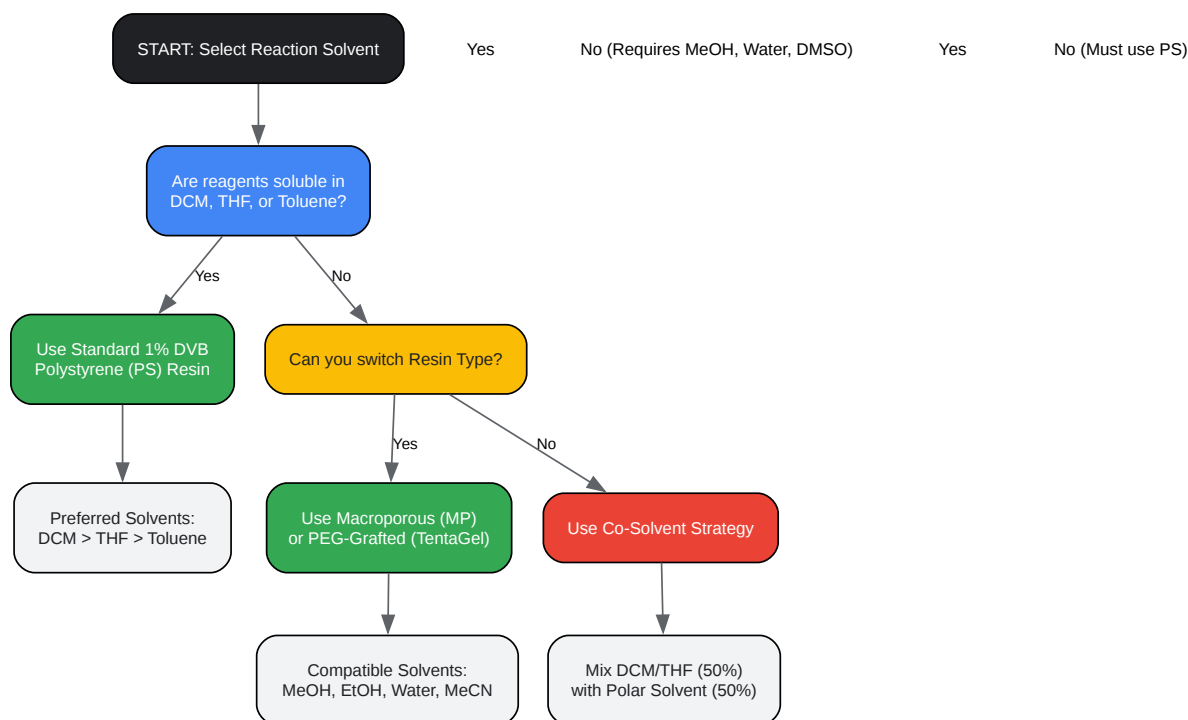 START: Select Reaction Solvent
Yes
No (Requires MeOH, Water, DMSO)
Yes
No (Must use PS)
Are reagents soluble in
DCM, THF, or Toluene?
Yes
No
Use Standard 1% DVB
Polystyrene (PS) Resin
Can you switch Resin Type?
Yes
No
Preferred Solvents:
DCM > THF > Toluene
Use Macroporous (MP)
or PEG-Grafted (TentaGel)
Use Co-Solvent Strategy
Compatible Solvents:
MeOH, EtOH, Water, MeCN
Mix DCM/THF (50%)
with Polar Solvent (50%)